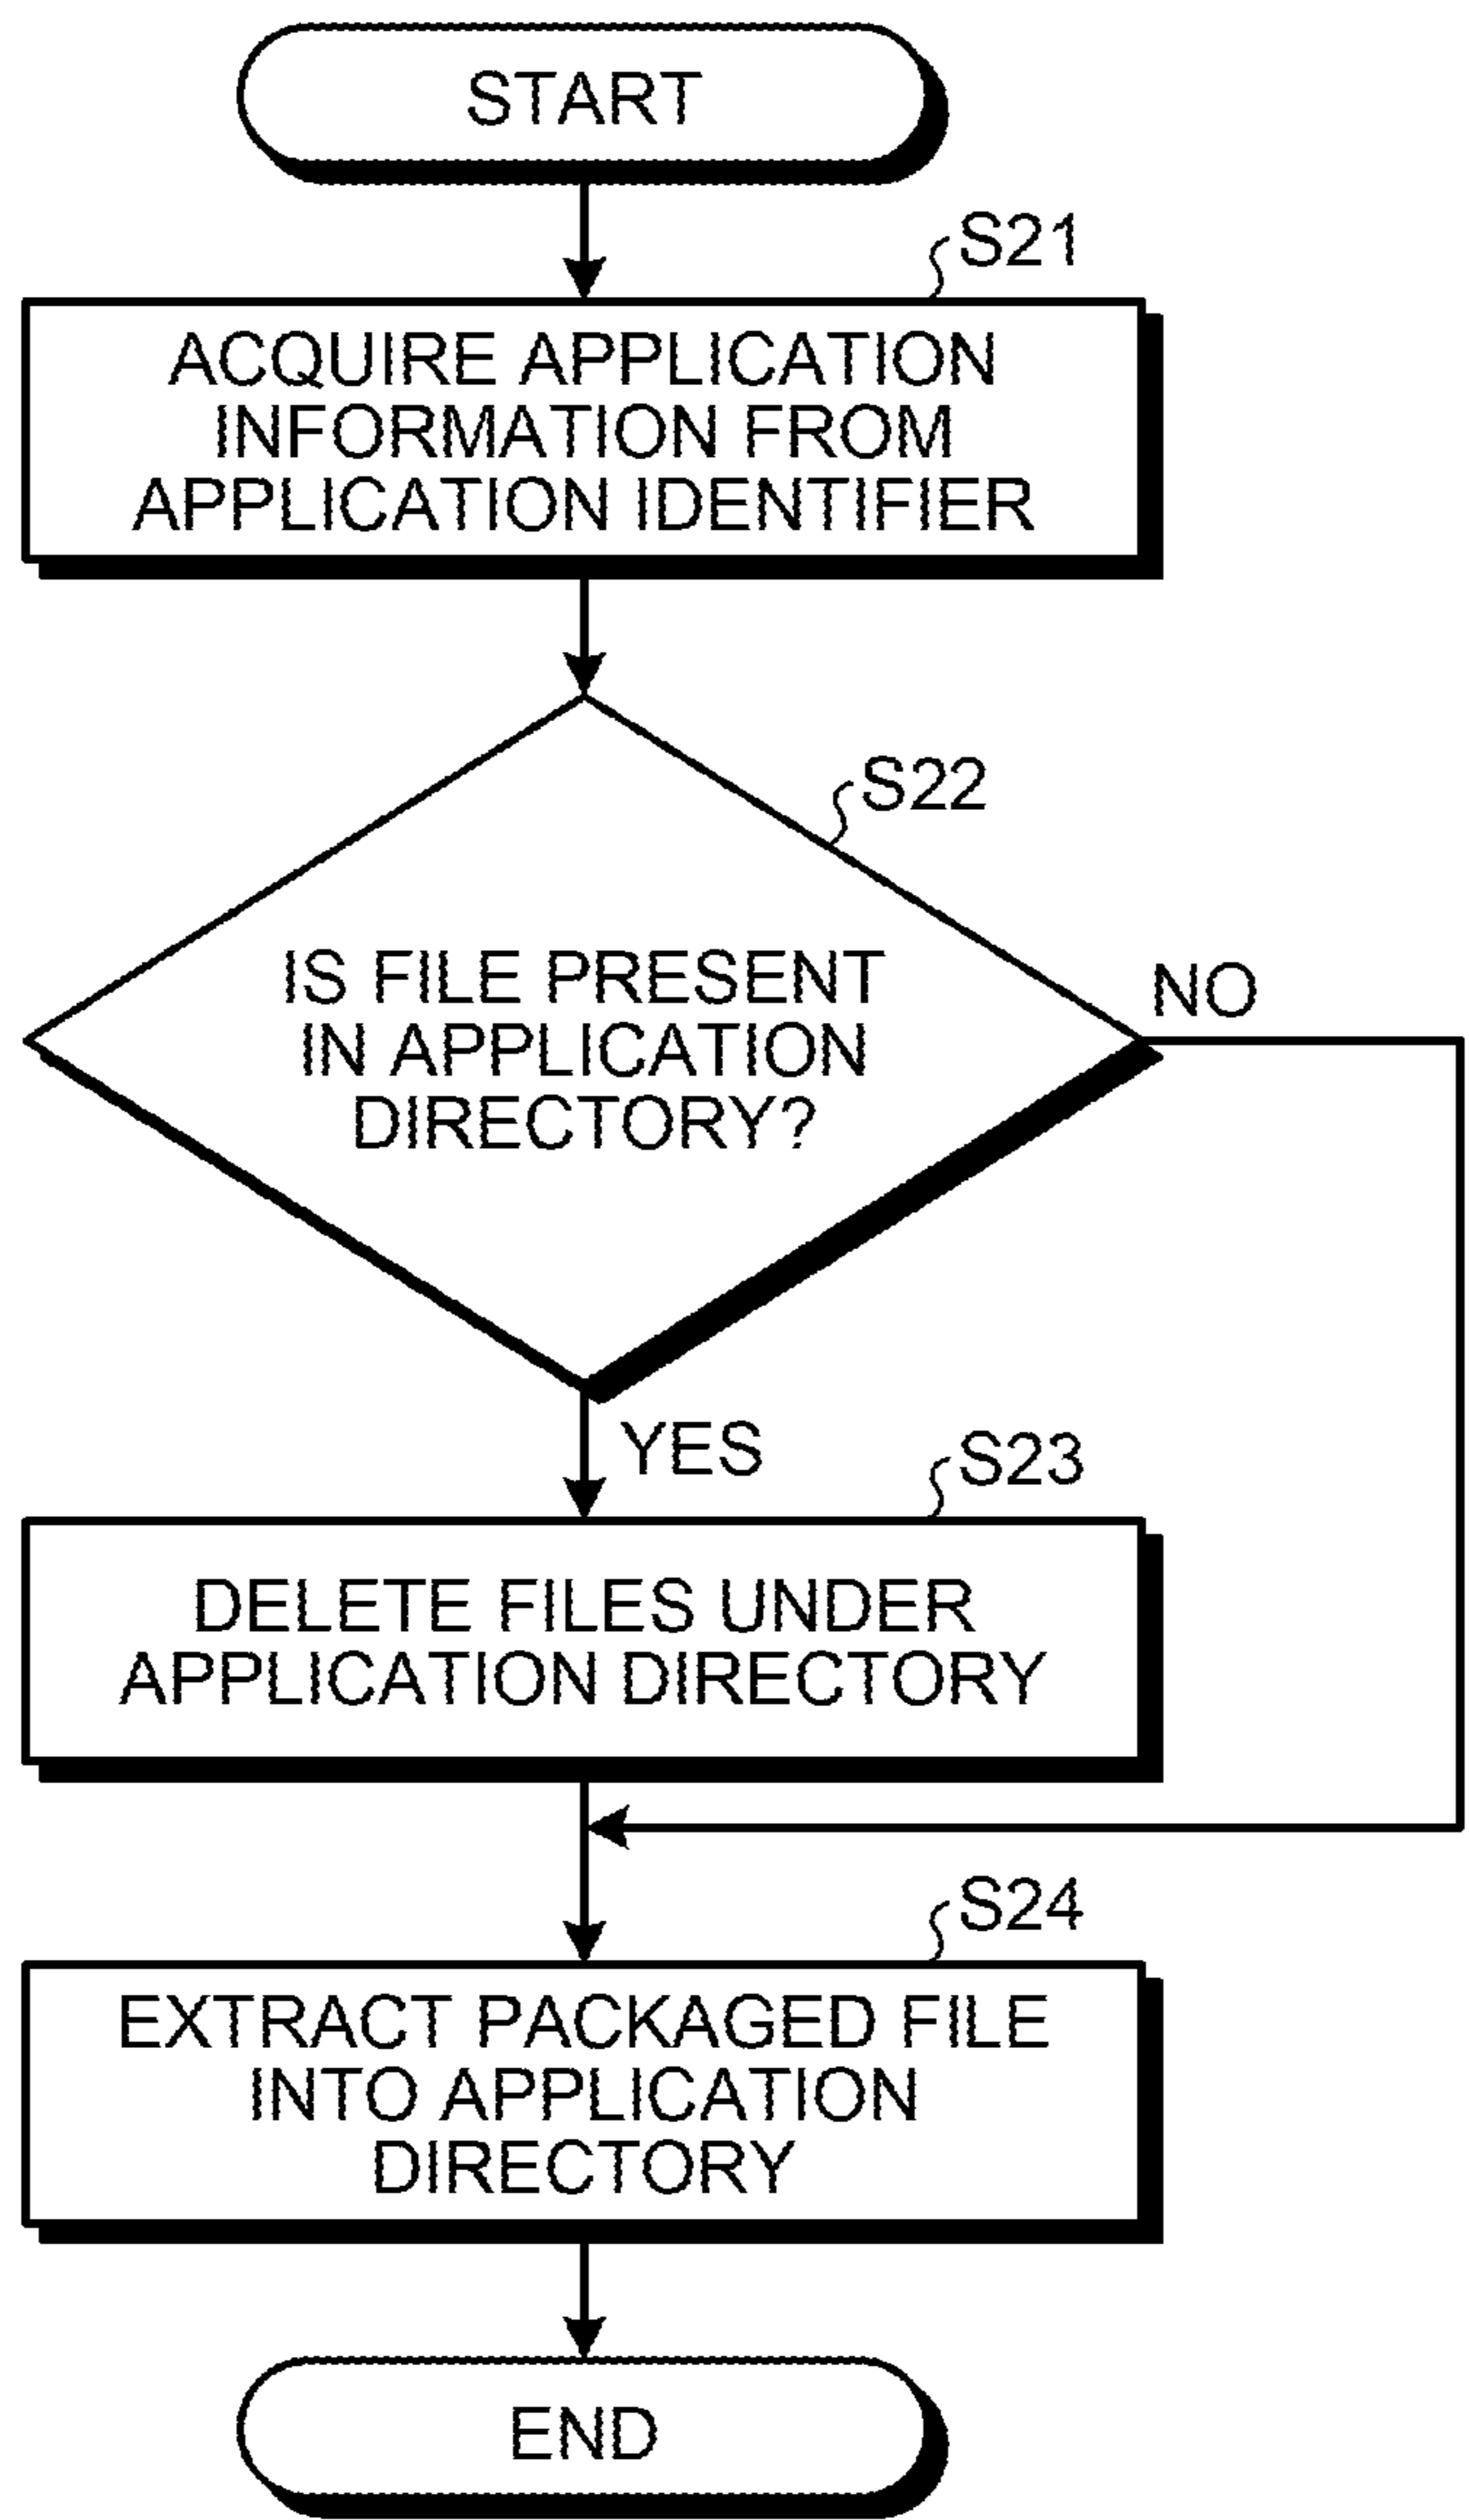 START
S21
ACQUIRE APPLICATION
INFORMATION FROM
APPLICATION IDENTIFIER
S22
IS FILE PRESENT
IN APPLICATION
DIRECTORY?
NO
YES
S23
DELETE FILES UNDER
APPLICATION DIRECTORY
S24
EXTRACT PACKAGED FILE
INTO APPLICATION
DIRECTORY
END